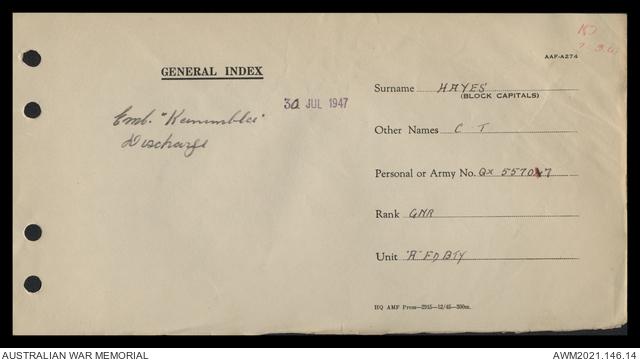 AAF-A274
GENERAL INDEX
30 JUL 1947
Emb. "Kanimbla"
Discharge
Surname HAYES
(BLOCK CAPITALS)
Other Names C T
Personal or Army No. QX 557047
Rank GNR
Unit "A" FD BTY
HQ AMF Press—2915—12/45—300m.
AUSTRALIAN WAR MEMORIAL
AWM2021.146.14